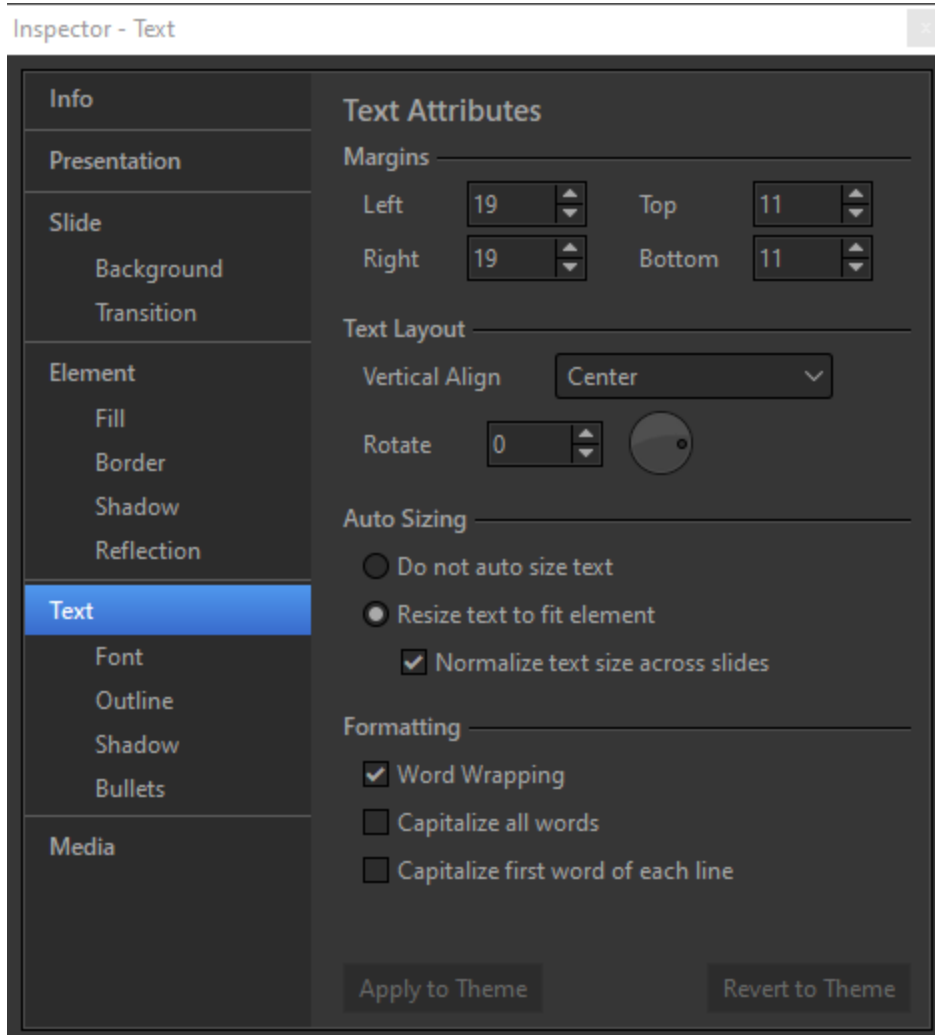 Inspector - Text
Info
Presentation
Slide
Background
Transition
Element
Fill
Border
Shadow
Reflection
Text
Font
Outline
Shadow
Bullets
Media
Text Attributes
Margins
Left 19 Top 11
Right 19 Bottom 11
Text Layout
Vertical Align Center
Rotate 0
Auto Sizing
Do not auto size text
Resize text to fit element
Normalize text size across slides
Formatting
Word Wrapping
Capitalize all words
Capitalize first word of each line
Apply to Theme Revert to Theme